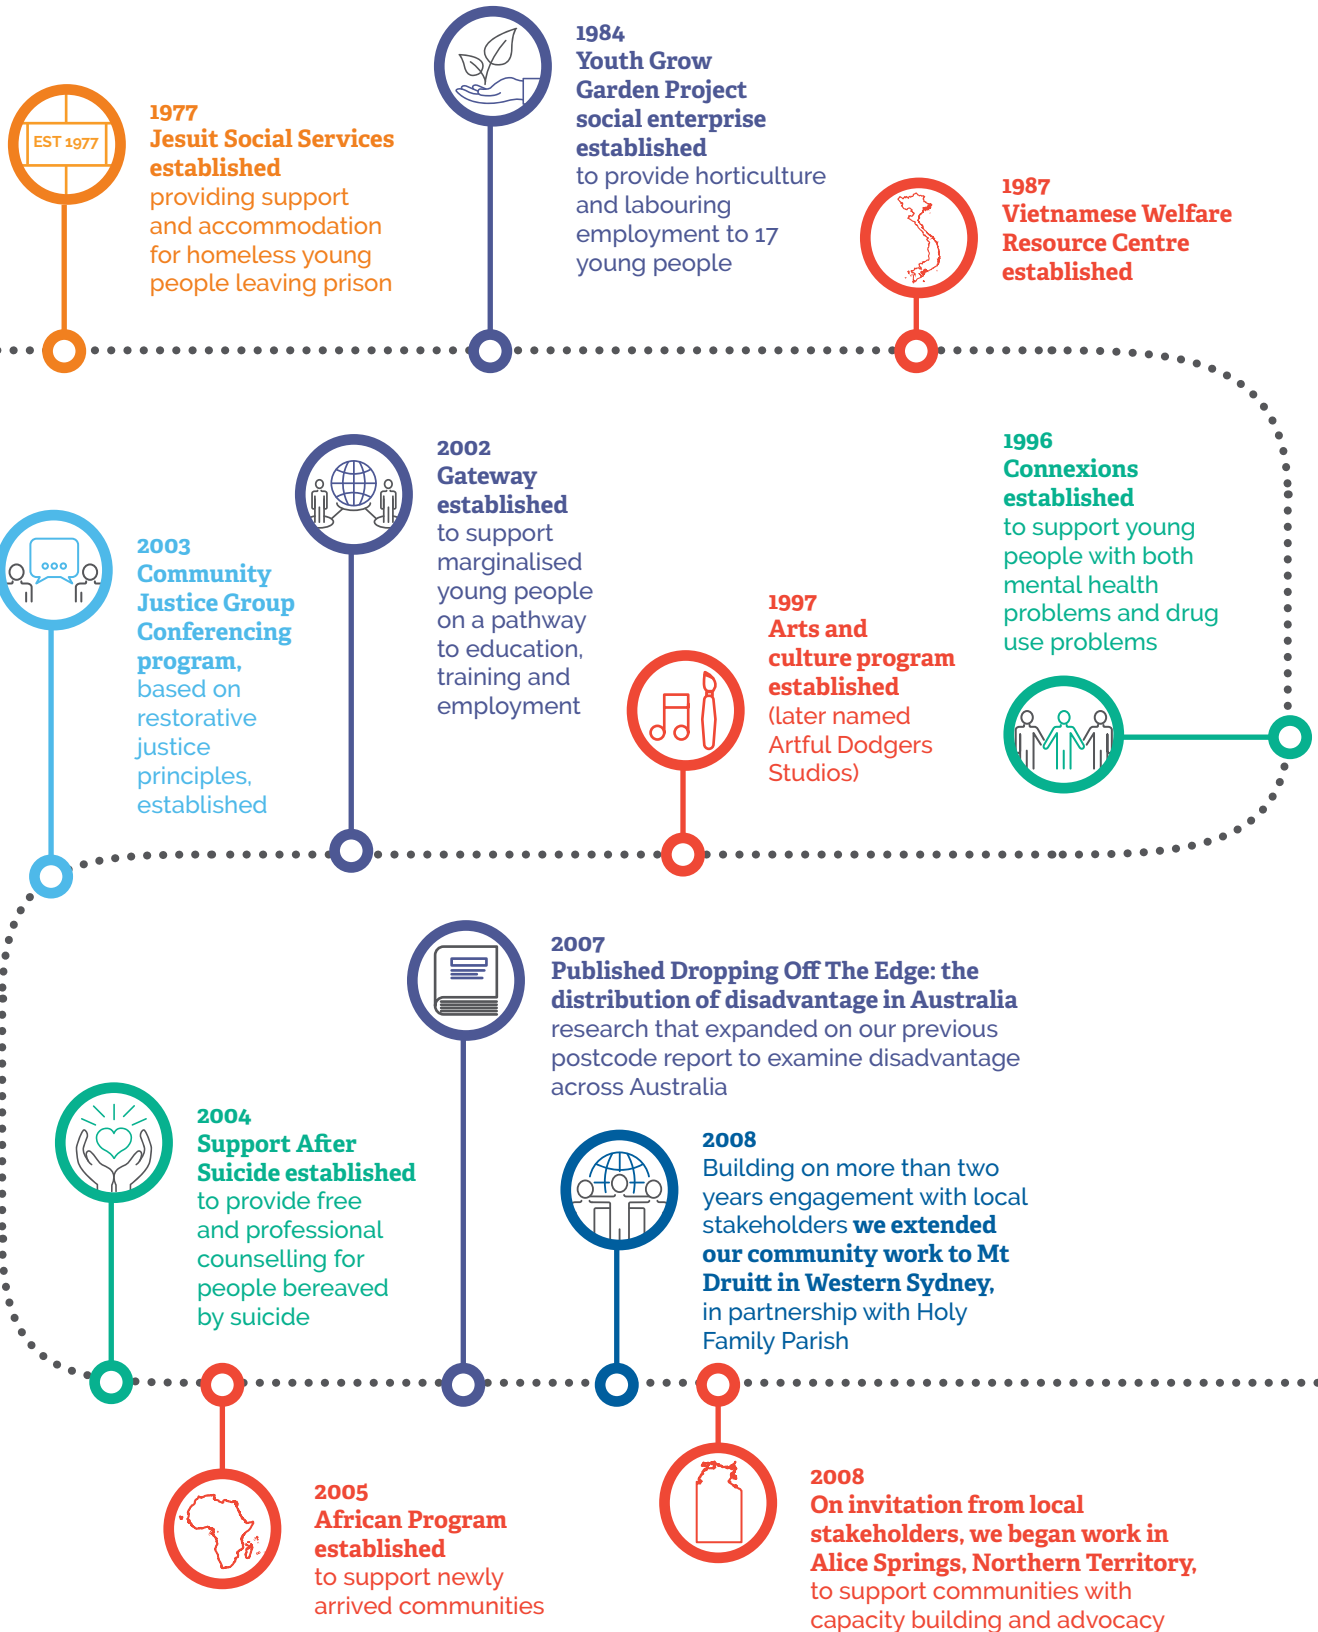 EST 1977
1977
Jesuit Social Services
established
providing support
and accommodation
for homeless young
people leaving prison
1984
Youth Grow
Garden Project
social enterprise
established
to provide horticulture
and labouring
employment to 17
young people
1987
Vietnamese Welfare
Resource Centre
established
1996
Connexions
established
to support young
people with both
mental health
problems and drug
use problems
1997
Arts and
culture program
established
(later named
Artful Dodgers
Studios)
2002
Gateway
established
to support
marginalised
young people
on a pathway
to education,
training and
employment
2003
Community
Justice Group
Conferencing
program,
based on
restorative
justice
principles,
established
2004
Support After
Suicide established
to provide free
and professional
counselling for
people bereaved
by suicide
2005
African Program
established
to support newly
arrived communities
2007
Published Dropping Off The Edge: the
distribution of disadvantage in Australia
research that expanded on our previous
postcode report to examine disadvantage
across Australia
2008
Building on more than two
years engagement with local
stakeholders we extended
our community work to Mt
Druitt in Western Sydney,
in partnership with Holy
Family Parish
2008
On invitation from local
stakeholders, we began work in
Alice Springs, Northern Territory,
to support communities with
capacity building and advocacy